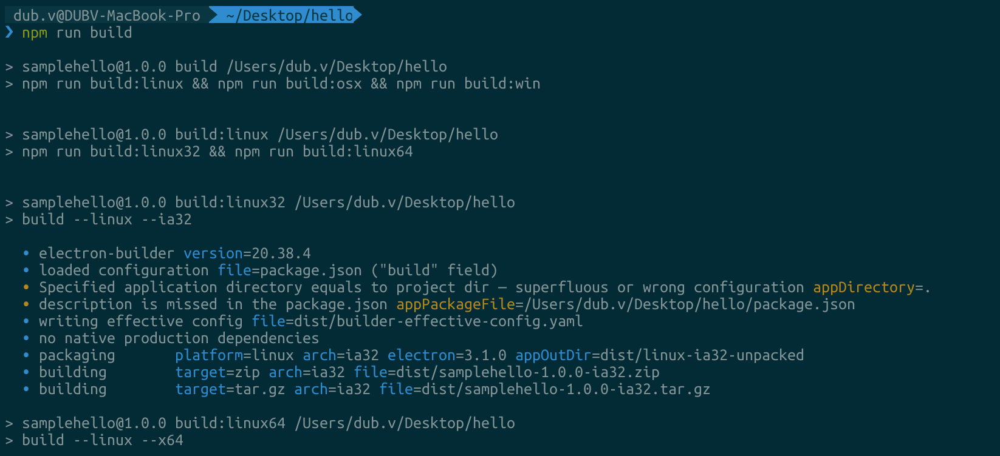 dub.v@DUBV-MacBook-Pro ~/Desktop/hello
❯ npm run build
> samplehello@1.0.0 build /Users/dub.v/Desktop/hello
> npm run build:linux && npm run build:osx && npm run build:win
> samplehello@1.0.0 build:linux /Users/dub.v/Desktop/hello
> npm run build:linux32 && npm run build:linux64
> samplehello@1.0.0 build:linux32 /Users/dub.v/Desktop/hello
> build --linux --ia32
• electron-builder version=20.38.4
• loaded configuration file=package.json ("build" field)
• Specified application directory equals to project dir — superfluous or wrong configuration appDirectory=.
• description is missed in the package.json appPackageFile=/Users/dub.v/Desktop/hello/package.json
• writing effective config file=dist/builder-effective-config.yaml
• no native production dependencies
• packaging       platform=linux arch=ia32 electron=3.1.0 appOutDir=dist/linux-ia32-unpacked
• building        target=zip arch=ia32 file=dist/samplehello-1.0.0-ia32.zip
• building        target=tar.gz arch=ia32 file=dist/samplehello-1.0.0-ia32.tar.gz
> samplehello@1.0.0 build:linux64 /Users/dub.v/Desktop/hello
> build --linux --x64